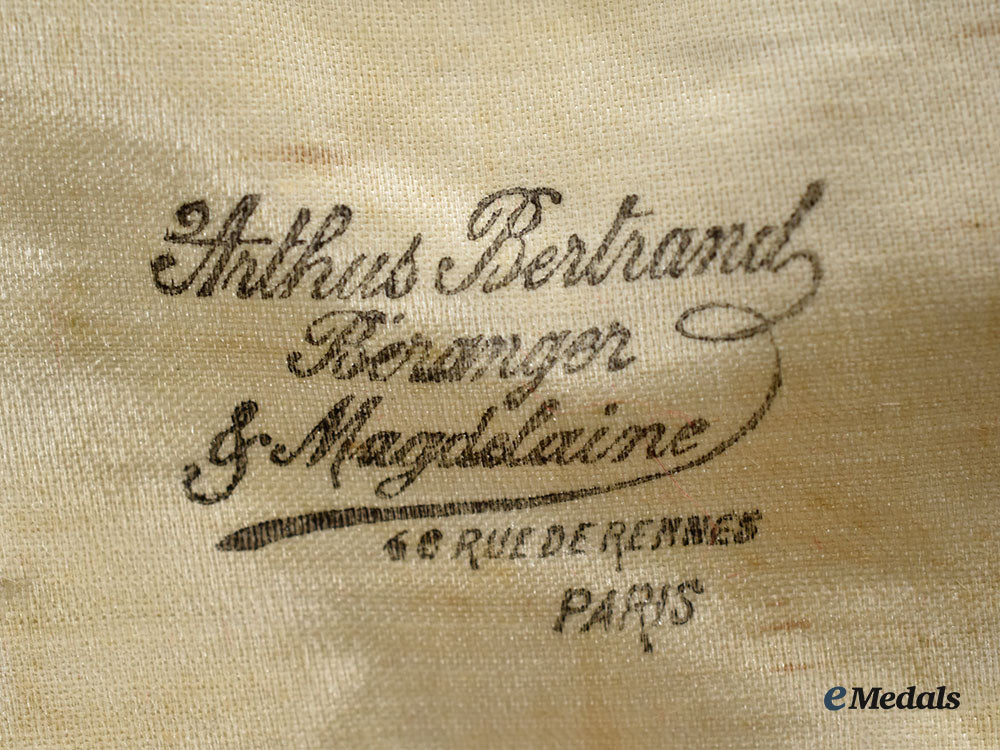 Arthus Bertrand
Béranger
& Magdelaine
RUE DE RENNES
PARIS
eMedals